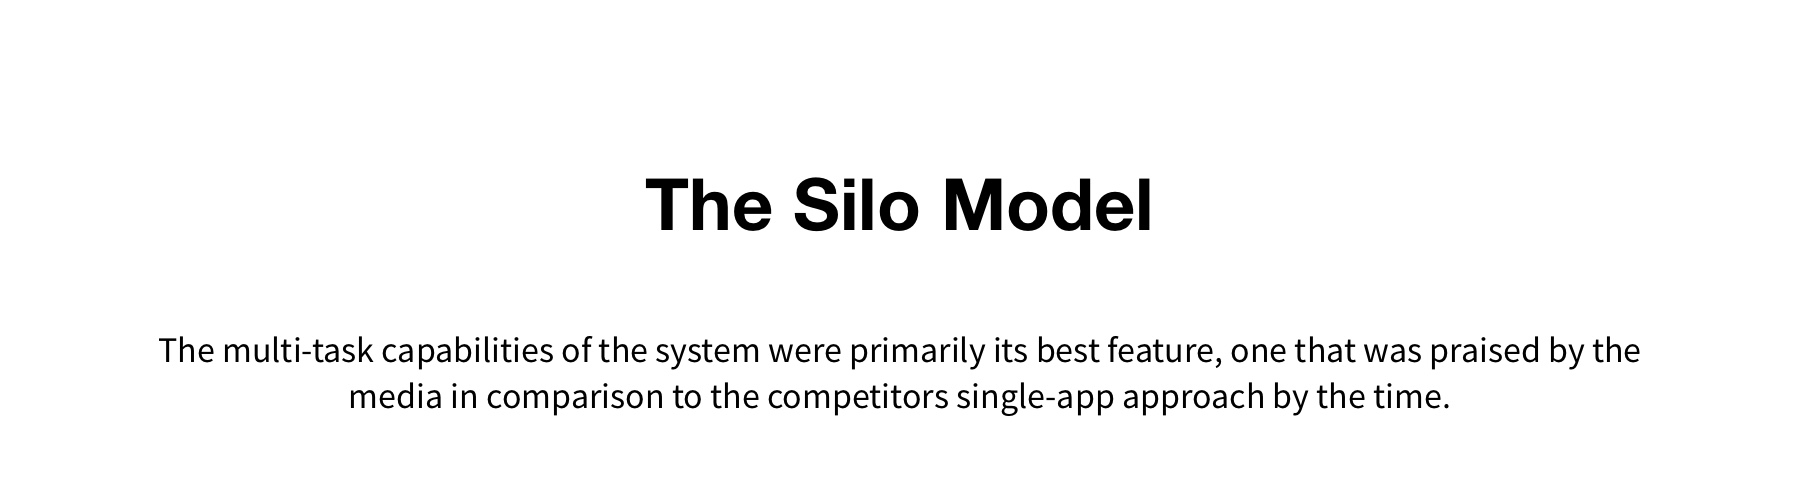 The Silo Model
The multi-task capabilities of the system were primarily its best feature, one that was praised by the
media in comparison to the competitors single-app approach by the time.